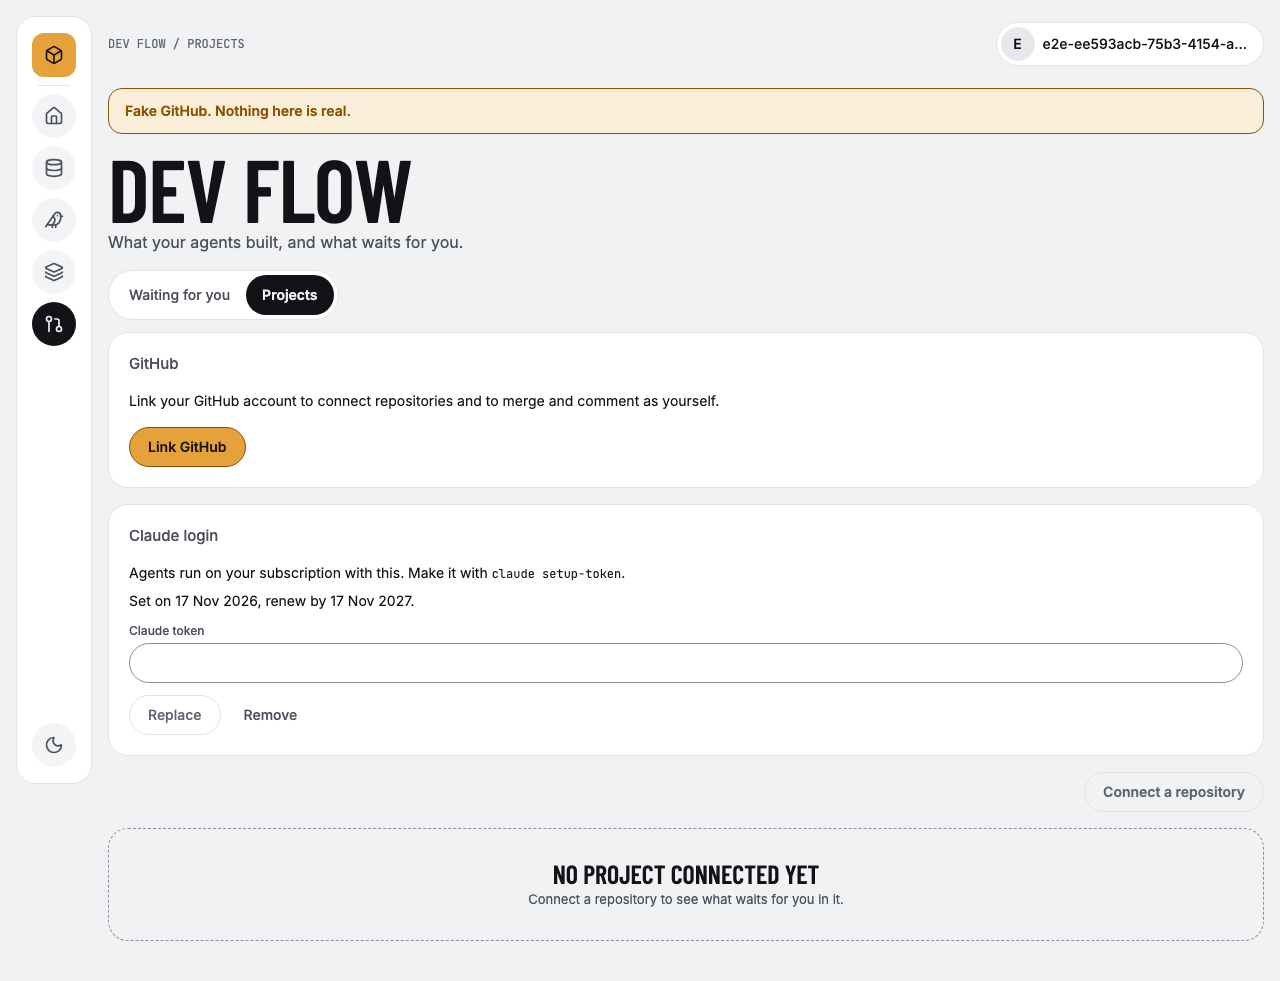 DEV FLOW / PROJECTS
E
e2e-ee593acb-75b3-4154-a...
Fake GitHub. Nothing here is real.
DEV FLOW
What your agents built, and what waits for you.
Waiting for you
Projects
GitHub
Link your GitHub account to connect repositories and to merge and comment as yourself.
Link GitHub
Claude login
Agents run on your subscription with this. Make it with claude setup-token.
Set on 17 Nov 2026, renew by 17 Nov 2027.
Claude token
Replace
Remove
Connect a repository
NO PROJECT CONNECTED YET
Connect a repository to see what waits for you in it.